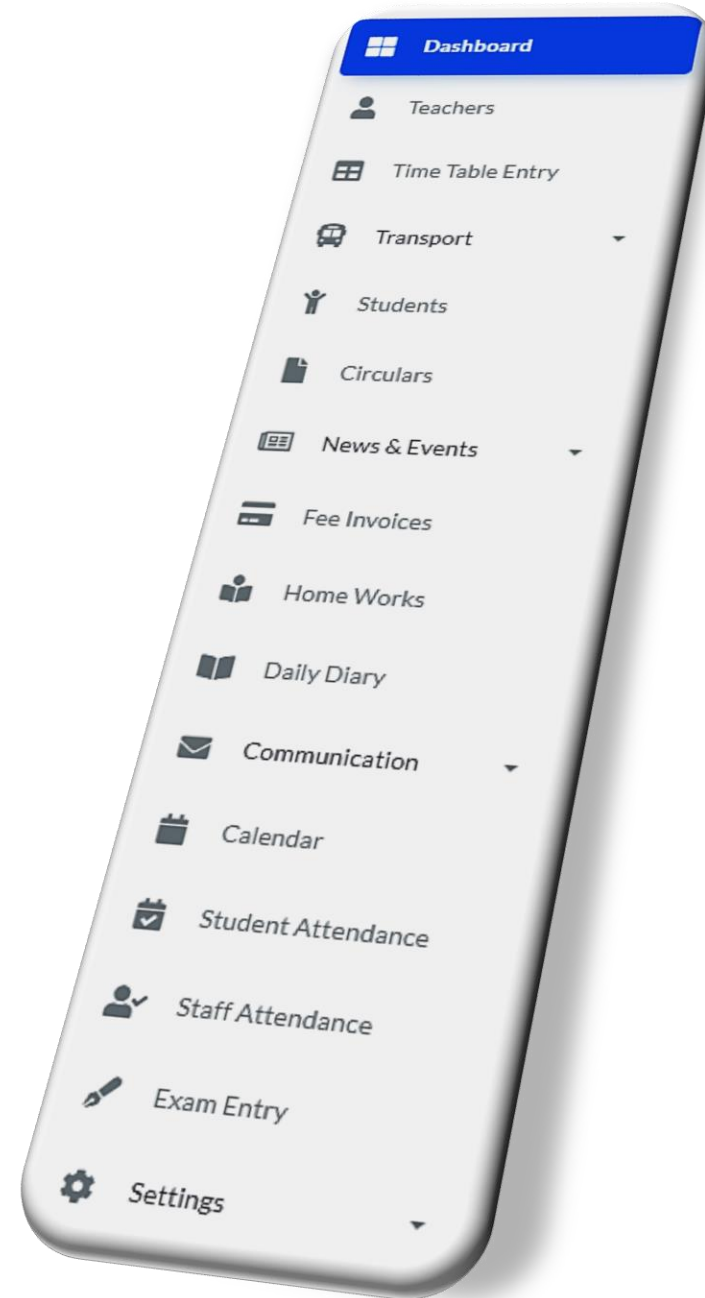 Dashboard
Teachers
Time Table Entry
Transport
Students
Circulars
News & Events
Fee Invoices
Home Works
Daily Diary
Communication
Calendar
Student Attendance
Staff Attendance
Exam Entry
Settings